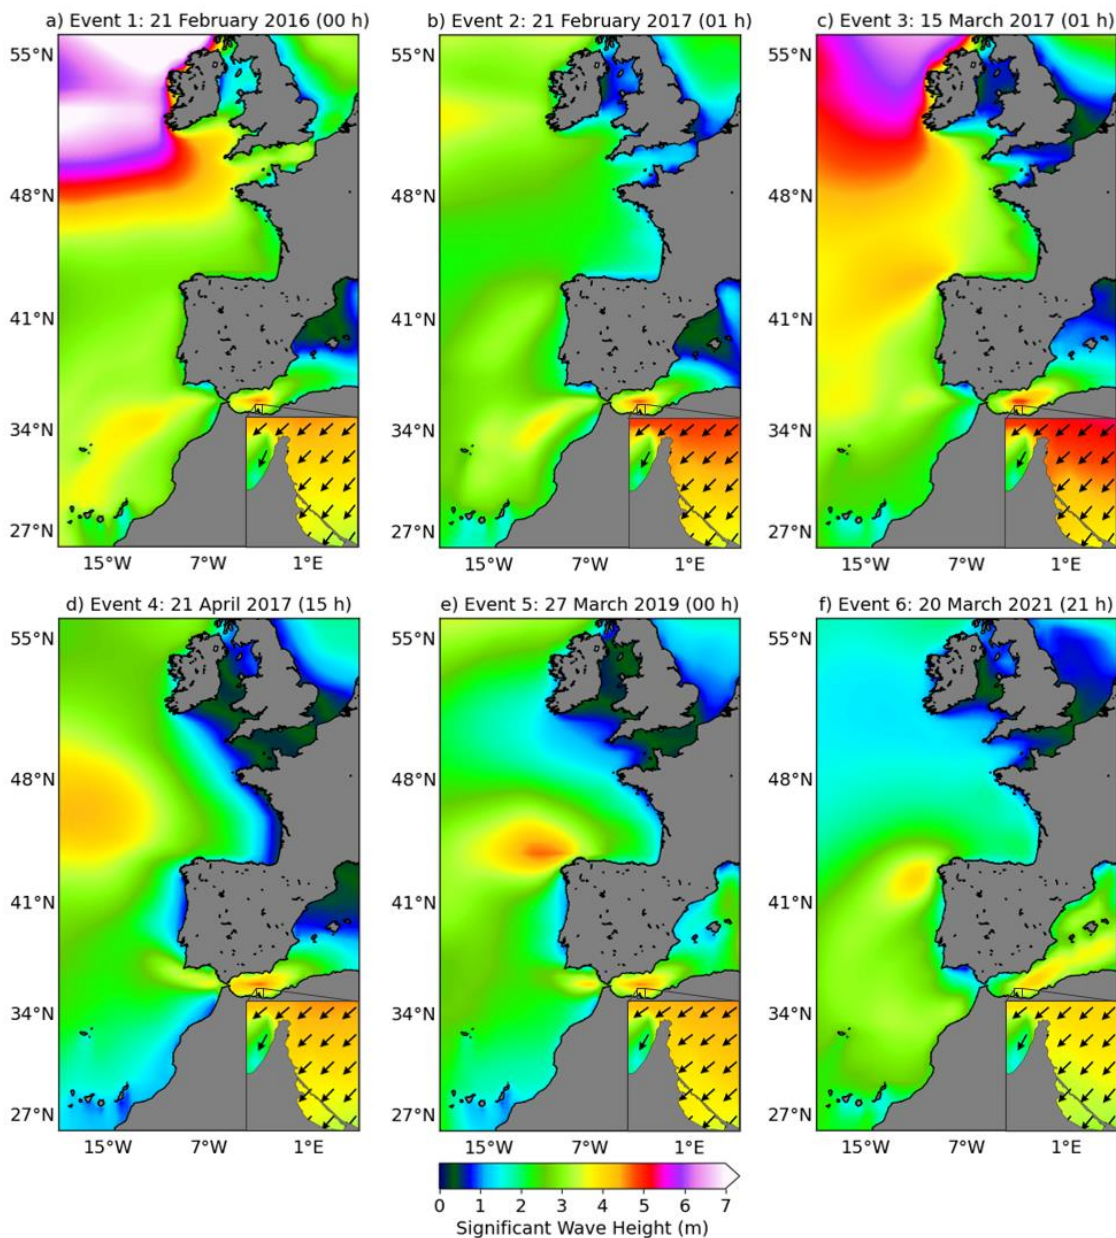 a) Event 1: 21 February 2016 (00 h)
b) Event 2: 21 February 2017 (01 h)
c) Event 3: 15 March 2017 (01 h)
55°N
48°N
41°N
34°N
27°N
15°W 7°W 1°E
55°N
48°N
41°N
34°N
27°N
15°W 7°W 1°E
55°N
48°N
41°N
34°N
27°N
15°W 7°W 1°E
d) Event 4: 21 April 2017 (15 h)
e) Event 5: 27 March 2019 (00 h)
f) Event 6: 20 March 2021 (21 h)
55°N
48°N
41°N
34°N
27°N
15°W 7°W 1°E
55°N
48°N
41°N
34°N
27°N
15°W 7°W 1°E
55°N
48°N
41°N
34°N
27°N
15°W 7°W 1°E
0 1 2 3 4 5 6 7
Significant Wave Height (m)